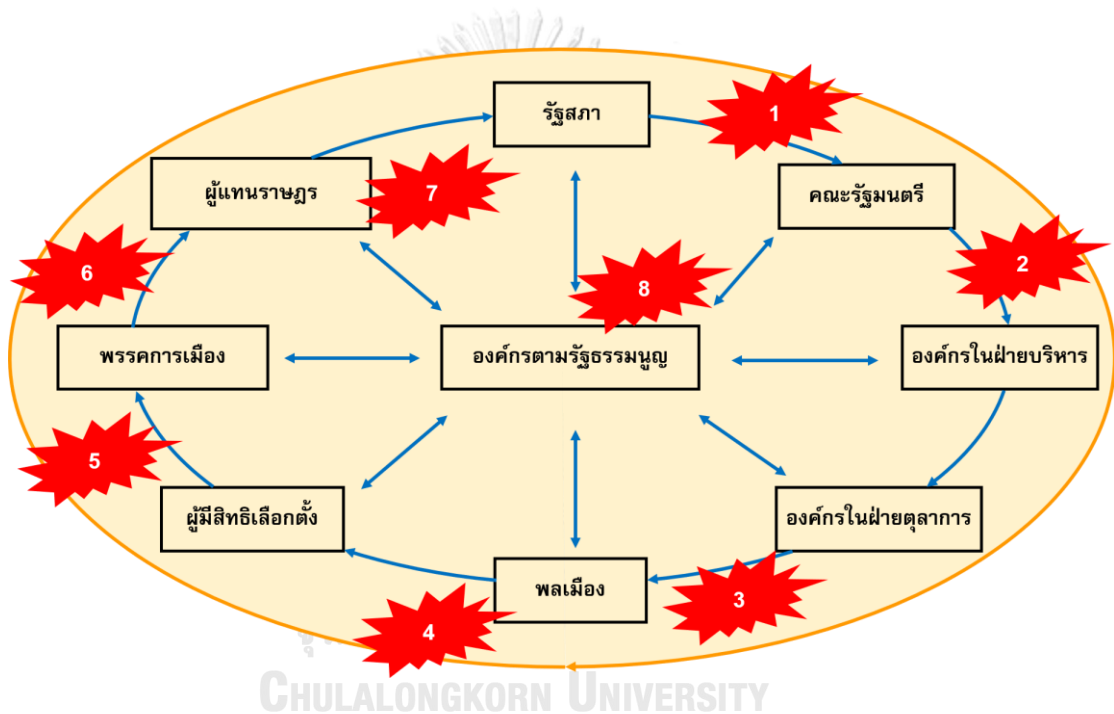 รัฐสภา
1
ผู้แทนราษฎร
7
คณะรัฐมนตรี
6
8
2
พรรคการเมือง
องค์กรตามรัฐธรรมนูญ
องค์กรในฝ่ายบริหาร
5
ผู้มีสิทธิเลือกตั้ง
องค์กรในฝ่ายตุลาการ
พลเมือง
3
4
CHULALONGKORN UNIVERSITY